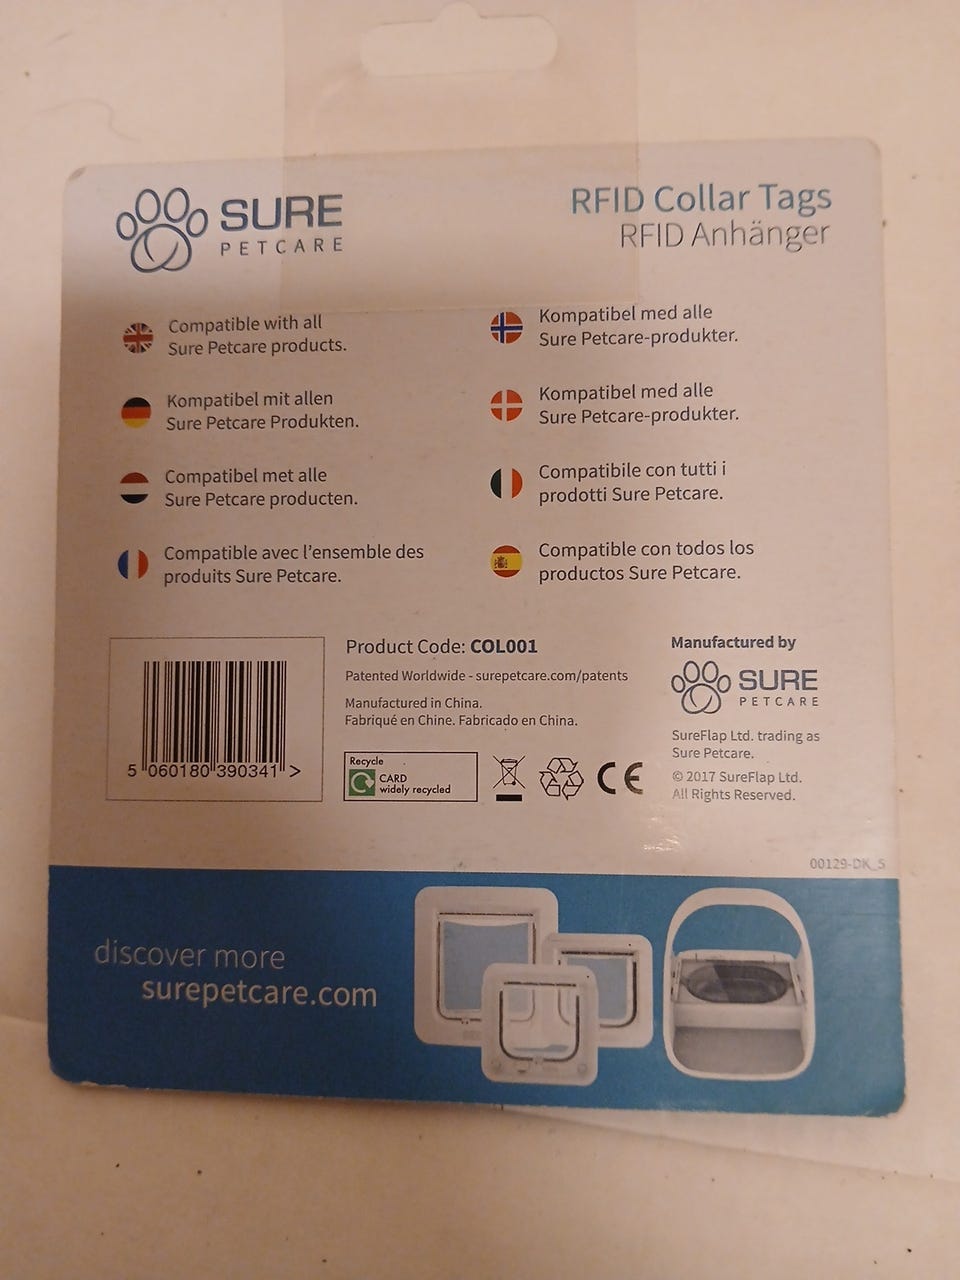 SURE
PETCARE
RFID Collar Tags
RFID Anhänger
Compatible with all
Sure Petcare products.
Kompatibel mit allen
Sure Petcare Produkten.
Compatibel met alle
Sure Petcare producten.
Compatible avec l'ensemble des
produits Sure Petcare.
Kompatibel med alle
Sure Petcare-produkter.
Kompatibel med alle
Sure Petcare-produkter.
Compatibile con tutti i
prodotti Sure Petcare.
Compatible con todos los
productos Sure Petcare.
5 060180 390341 >
Product Code: COL001
Patented Worldwide - surepetcare.com/patents
Manufactured in China.
Fabriqué en Chine. Fabricado en China.
Recycle
CARD
widely recycled
CE
Manufactured by
SURE
PETCARE
SureFlap Ltd. trading as
Sure Petcare.
© 2017 SureFlap Ltd.
All Rights Reserved.
00129-DK_5
discover more
surepetcare.com